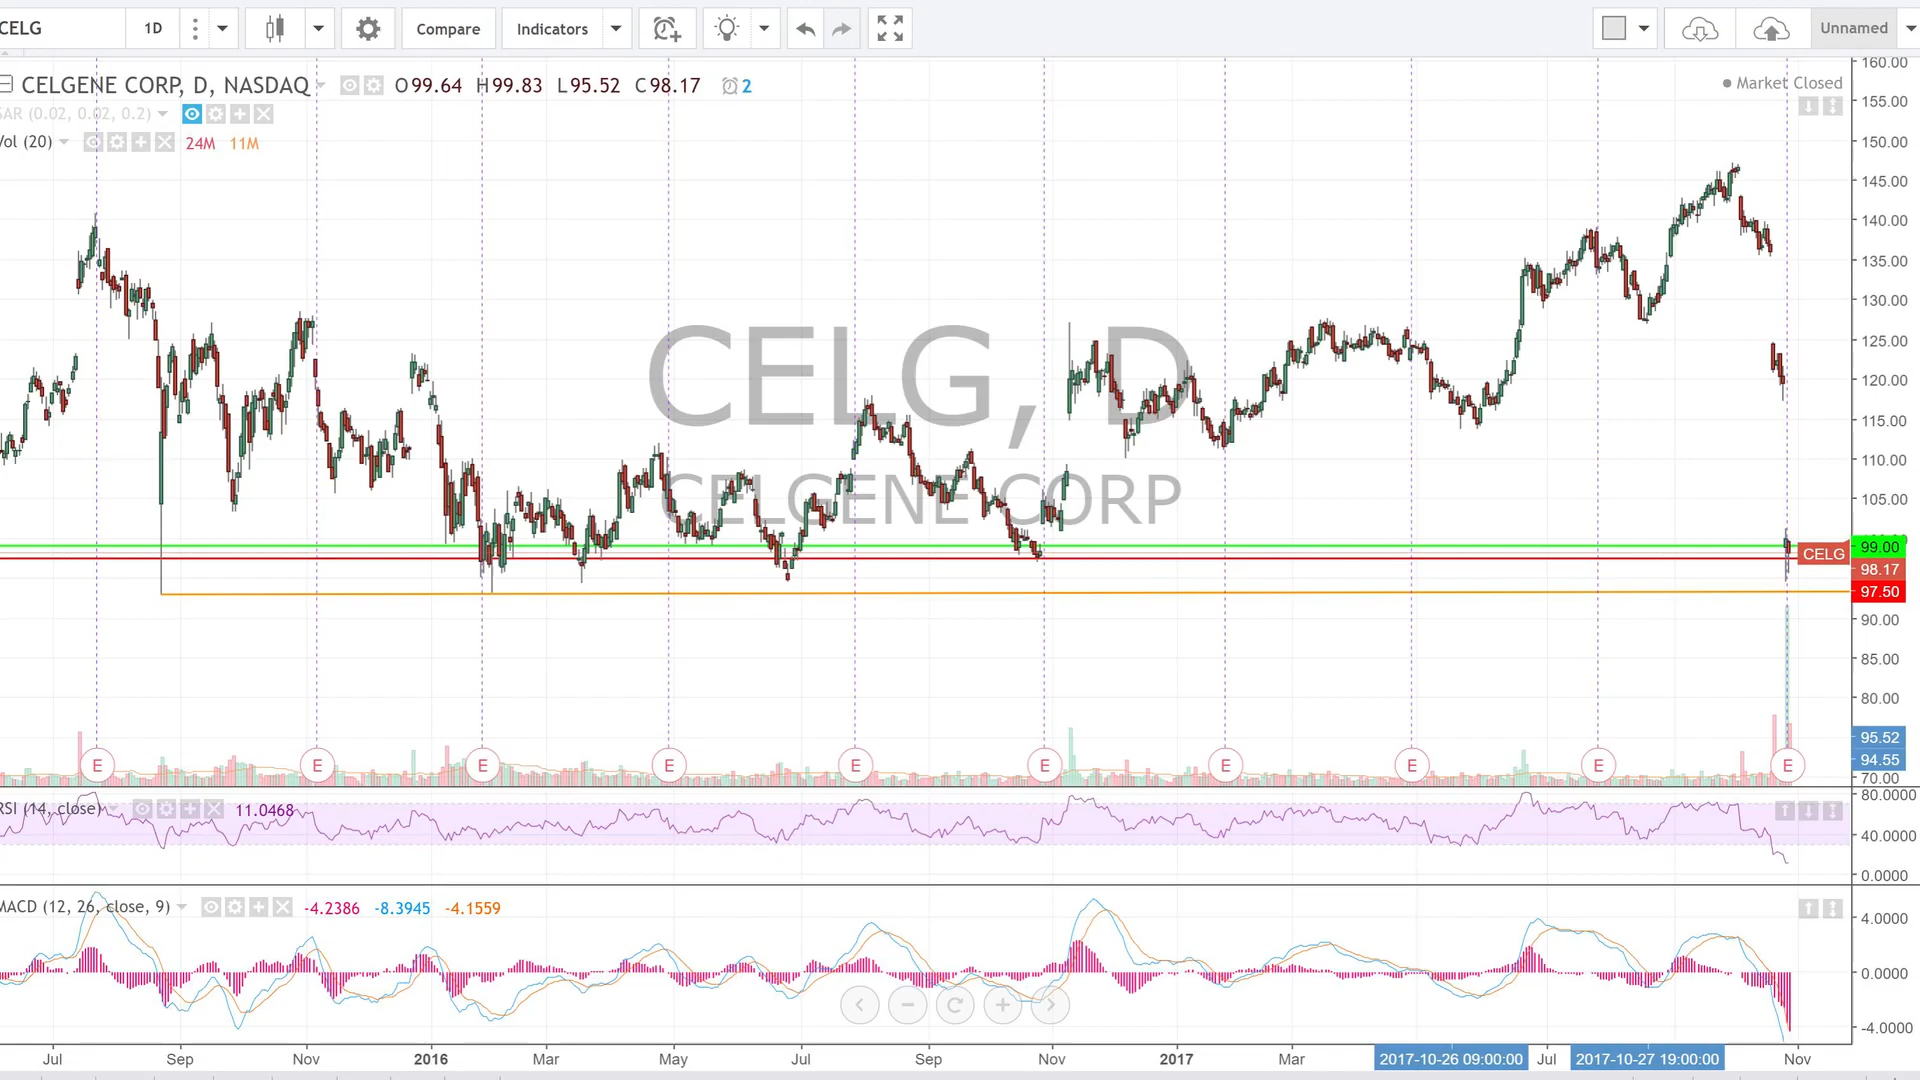 CELG 1D Compare Indicators Unnamed
CELGENE CORP, D, NASDAQ O99.64 H99.83 L95.52 C98.17 2
Market Closed
SAR (0.02, 0.02, 0.2)
Vol (20) 24M 11M
160.00
155.00
150.00
145.00
140.00
135.00
130.00
125.00
120.00
115.00
110.00
105.00
CELG, D
CELGENE CORP
99.00
CELG
98.17
97.50
90.00
85.00
80.00
95.52
94.55
70.00
E E E E E E E E E E
RSI (14, close) 11.0468
80.0000
40.0000
0.0000
MACD (12, 26, close, 9) -4.2386 -8.3945 -4.1559
4.0000
0.0000
-4.0000
Jul Sep Nov 2016 Mar May Jul Sep Nov 2017 Mar 2017-10-26 09:00:00 Jul 2017-10-27 19:00:00 Nov